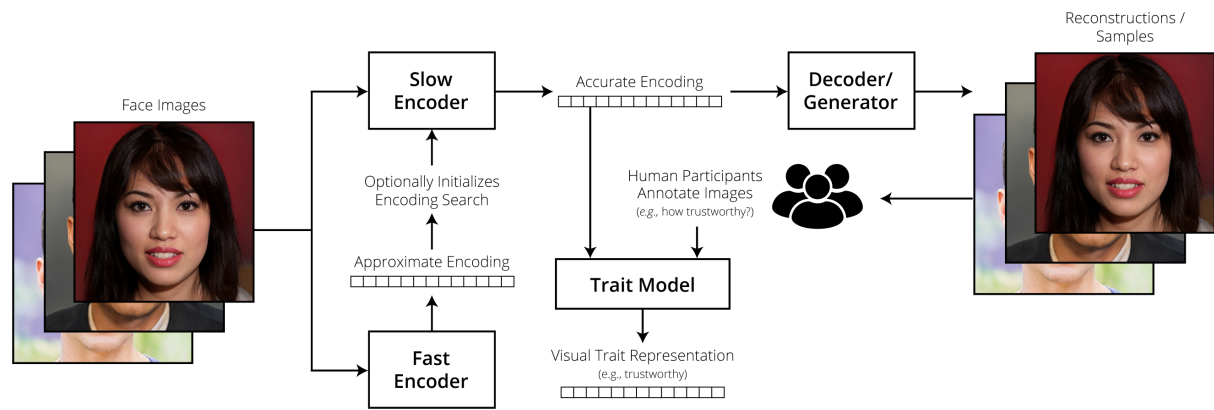 Face Images
Slow
Encoder
Optionally Initializes
Encoding Search
Approximate Encoding
Fast
Encoder
Accurate Encoding
Human Participants
Annotate Images
(e.g., how trustworthy?)
Trait Model
Visual Trait Representation
(e.g., trustworthy)
Decoder/
Generator
Reconstructions /
Samples